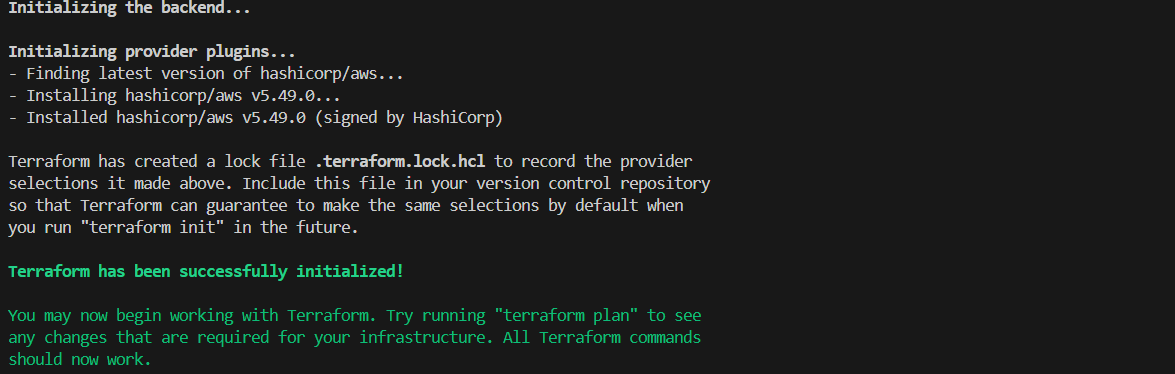 Initializing the backend...
Initializing provider plugins...
- Finding latest version of hashicorp/aws...
- Installing hashicorp/aws v5.49.0...
- Installed hashicorp/aws v5.49.0 (signed by HashiCorp)
Terraform has created a lock file .terraform.lock.hcl to record the provider
selections it made above. Include this file in your version control repository
so that Terraform can guarantee to make the same selections by default when
you run "terraform init" in the future.
Terraform has been successfully initialized!
You may now begin working with Terraform. Try running "terraform plan" to see
any changes that are required for your infrastructure. All Terraform commands
should now work.